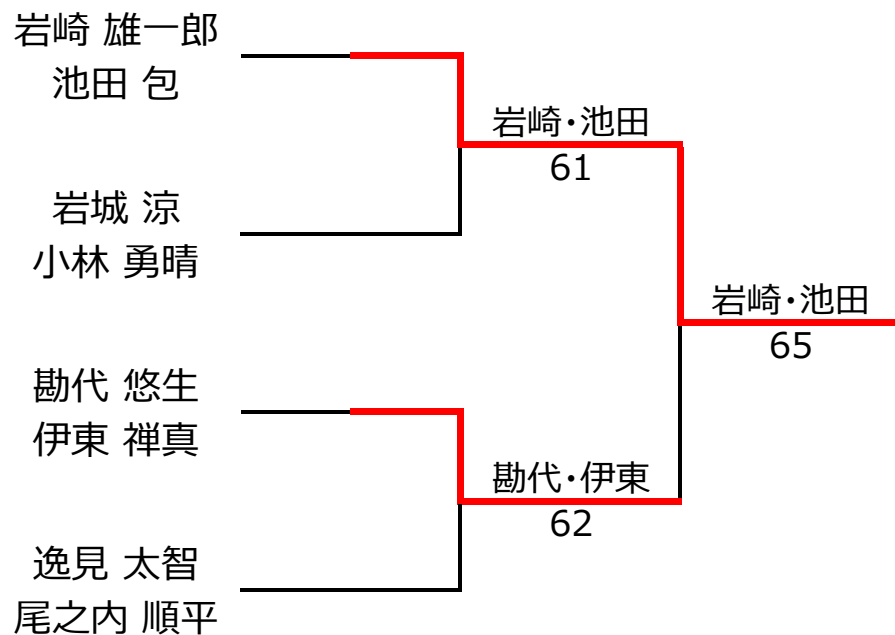 岩崎 雄一郎
池田 包
岩崎・池田
61
岩城 涼
小林 勇晴
岩崎・池田
65
勘代 悠生
伊東 禅真
勘代・伊東
62
逸見 太智
尾之内 順平